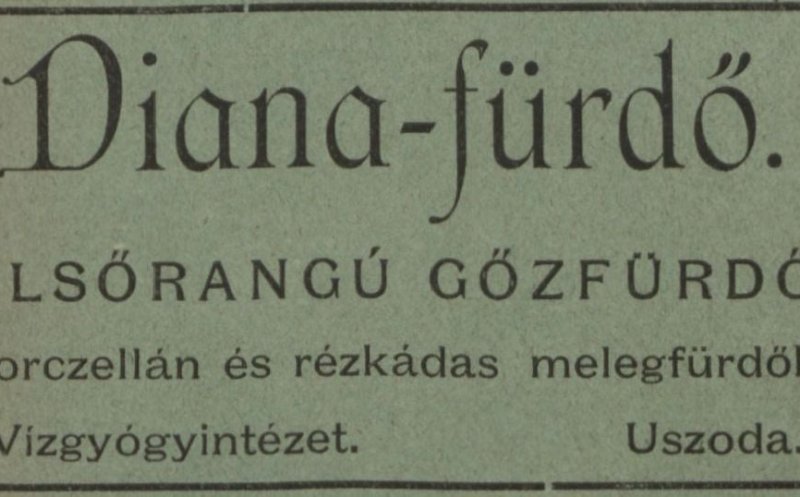 Diana-fürdő.
LSŐRANGÚ GŐZFÜRDŐ
orczellán és rézkádas melegfürdők
Vízgyógyintézet. Uszoda.